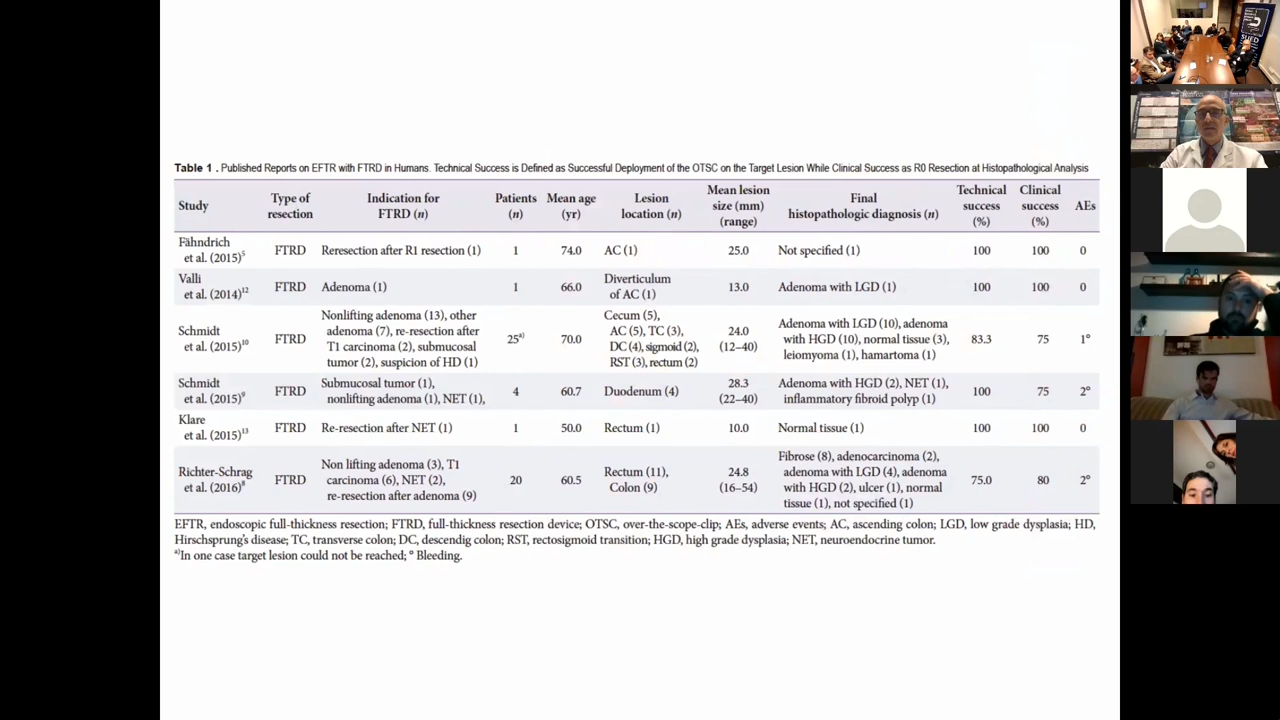 Table 1 . Published Reports on EFTR with FTRD in Humans. Technical Success is Defined as Successful Deployment of the OTSC on the Target Lesion While Clinical Success as R0 Resection at Histopathological Analysis
Study
Type of
resection
Indication for
FTRD (n)
Patients
(n)
Mean age
(yr)
Lesion
location (n)
Mean lesion
size (mm)
(range)
Final
histopathologic diagnosis (n)
Technical
success
(%)
Clinical
success
(%)
AEs
Fähndrich
et al. (2015)5
FTRD
Reresection after R1 resection (1)
1
74.0
AC (1)
25.0
Not specified (1)
100
100
0
Valli
et al. (2014)12
FTRD
Adenoma (1)
1
66.0
Diverticulum
of AC (1)
13.0
Adenoma with LGD (1)
100
100
0
Schmidt
et al. (2015)10
FTRD
Nonlifting adenoma (13), other
adenoma (7), re-resection after
T1 carcinoma (2), submucosal
tumor (2), suspicion of HD (1)
25a)
70.0
Cecum (5),
AC (5), TC (3),
DC (4), sigmoid (2),
RST (3), rectum (2)
24.0
(12–40)
Adenoma with LGD (10), adenoma
with HGD (10), normal tissue (3),
leiomyoma (1), hamartoma (1)
83.3
75
1º
Schmidt
et al. (2015)9
FTRD
Submucosal tumor (1),
nonlifting adenoma (1), NET (1),
4
60.7
Duodenum (4)
28.3
(22–40)
Adenoma with HGD (2), NET (1),
inflammatory fibroid polyp (1)
100
75
2º
Klare
et al. (2015)13
FTRD
Re-resection after NET (1)
1
50.0
Rectum (1)
10.0
Normal tissue (1)
100
100
0
Richter-Schrag
et al. (2016)8
FTRD
Non lifting adenoma (3), T1
carcinoma (6), NET (2),
re-resection after adenoma (9)
20
60.5
Rectum (11),
Colon (9)
24.8
(16–54)
Fibrose (8), adenocarcinoma (2),
adenoma with LGD (4), adenoma
with HGD (2), ulcer (1), normal
tissue (1), not specified (1)
75.0
80
2º
EFTR, endoscopic full-thickness resection; FTRD, full-thickness resection device; OTSC, over-the-scope-clip; AEs, adverse events; AC, ascending colon; LGD, low grade dysplasia; HD,
Hirschsprung's disease; TC, transverse colon; DC, descendig colon; RST, rectosigmoid transition; HGD, high grade dysplasia; NET, neuroendocrine tumor.
a)In one case target lesion could not be reached; º Bleeding.